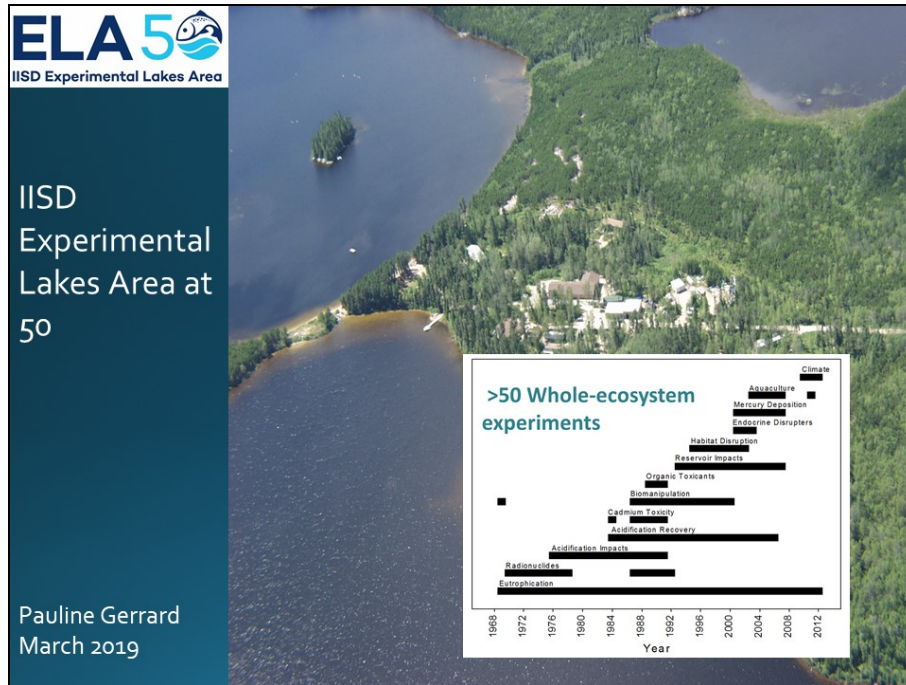 ELA 50
IISD Experimental Lakes Area
IISD
Experimental
Lakes Area at
50
Pauline Gerrard
March 2019
>50 Whole-ecosystem
experiments
Climate
Aquaculture
Mercury Deposition
Endocrine Disrupters
Habitat Disruption
Reservoir Impacts
Organic Toxicants
Biomanipulation
Cadmium Toxicity
Acidification Recovery
Acidification Impacts
Radionuclides
Eutrophication
1968 1972 1976 1980 1984 1988 1992 1996 2000 2004 2008 2012
Year